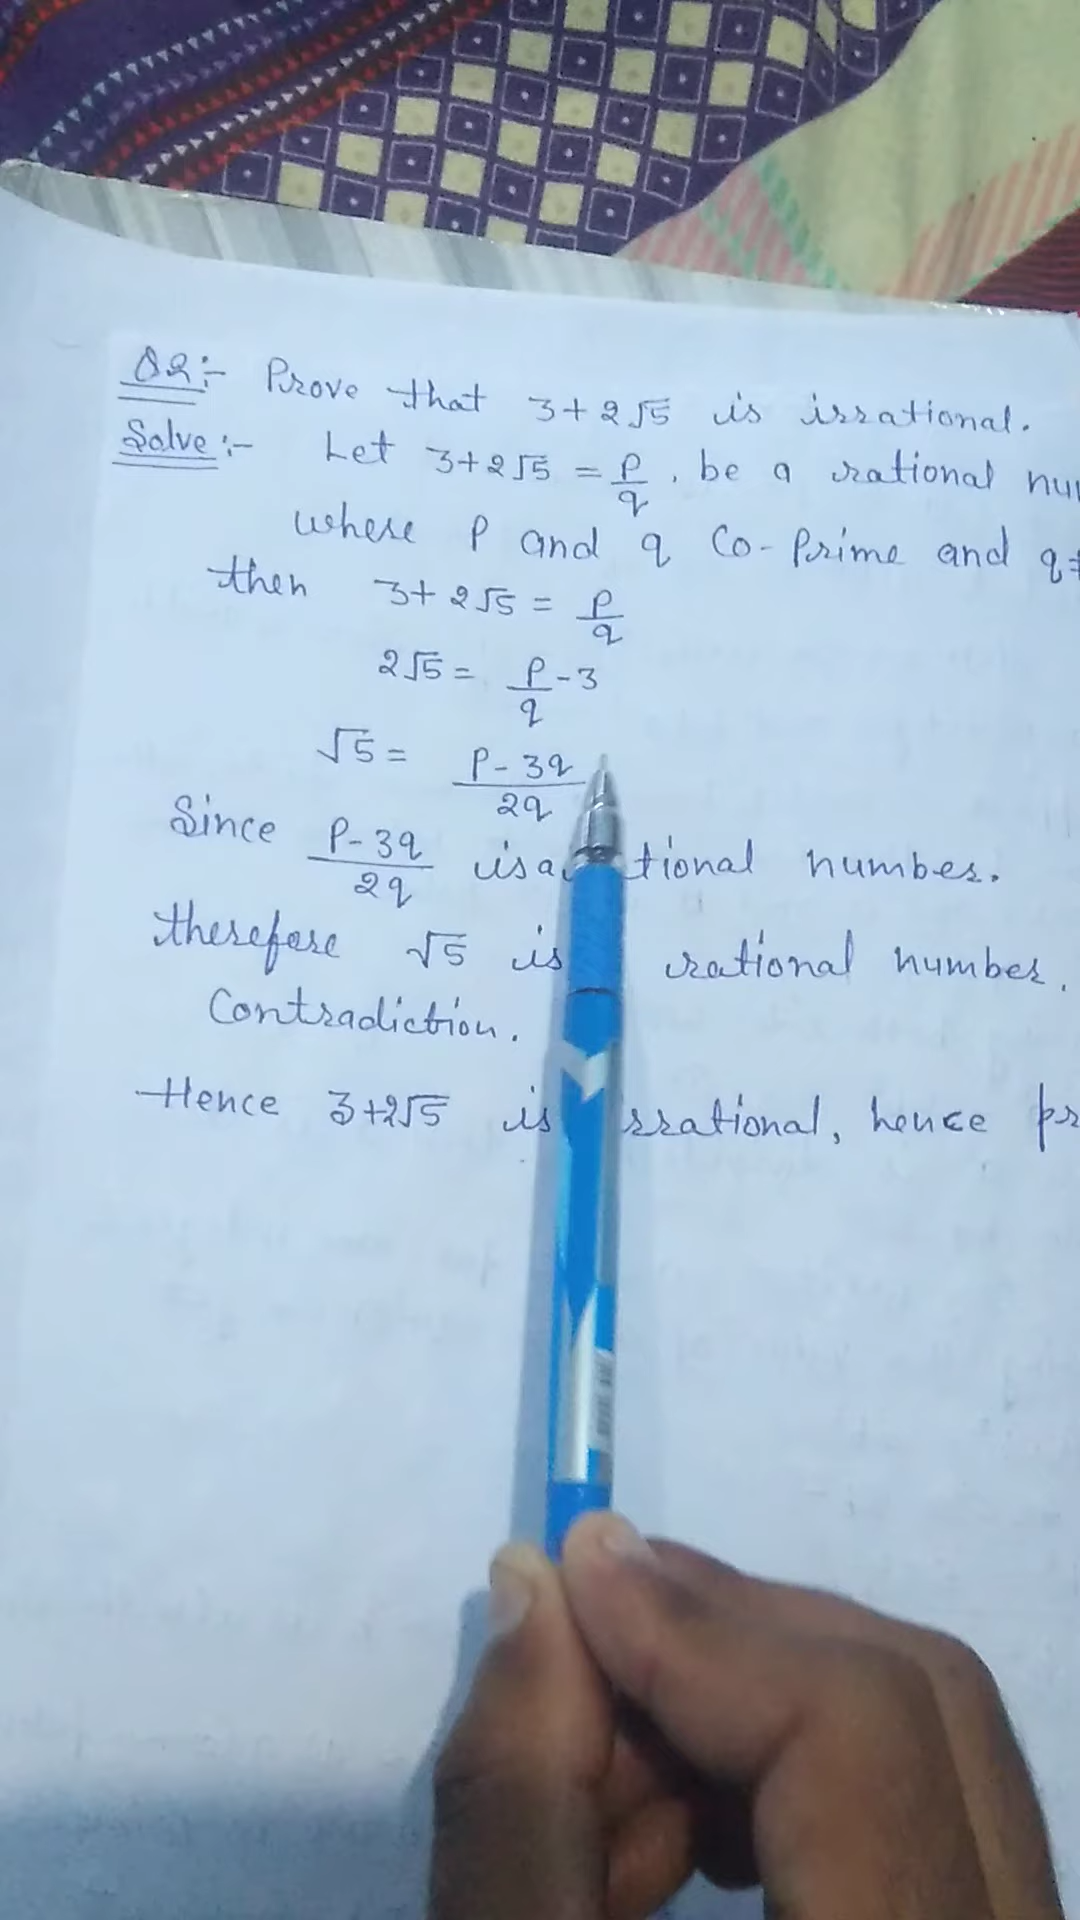 Q2:- Prove that 3+2√5 is irrational.
Solve:- Let 3+2√5 = p/q, be a rational
where P and q Co-Prime and
then 3+2√5 = p/q
2√5 = p/q - 3
√5 = P-3q/2q
Since P-3q/2q is a number.
therefore √5 is rational number.
Contradiction.
Hence 3+2√5 is hence